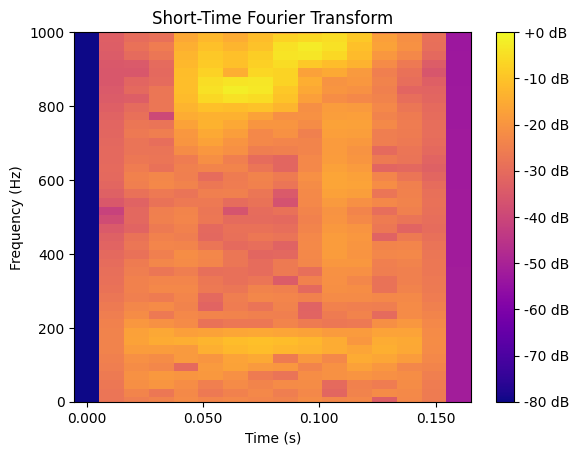 Short-Time Fourier Transform
1000
800
600
400
200
0
Frequency (Hz)
0.000
0.050
0.100
0.150
Time (s)
+0 dB
-10 dB
-20 dB
-30 dB
-40 dB
-50 dB
-60 dB
-70 dB
-80 dB